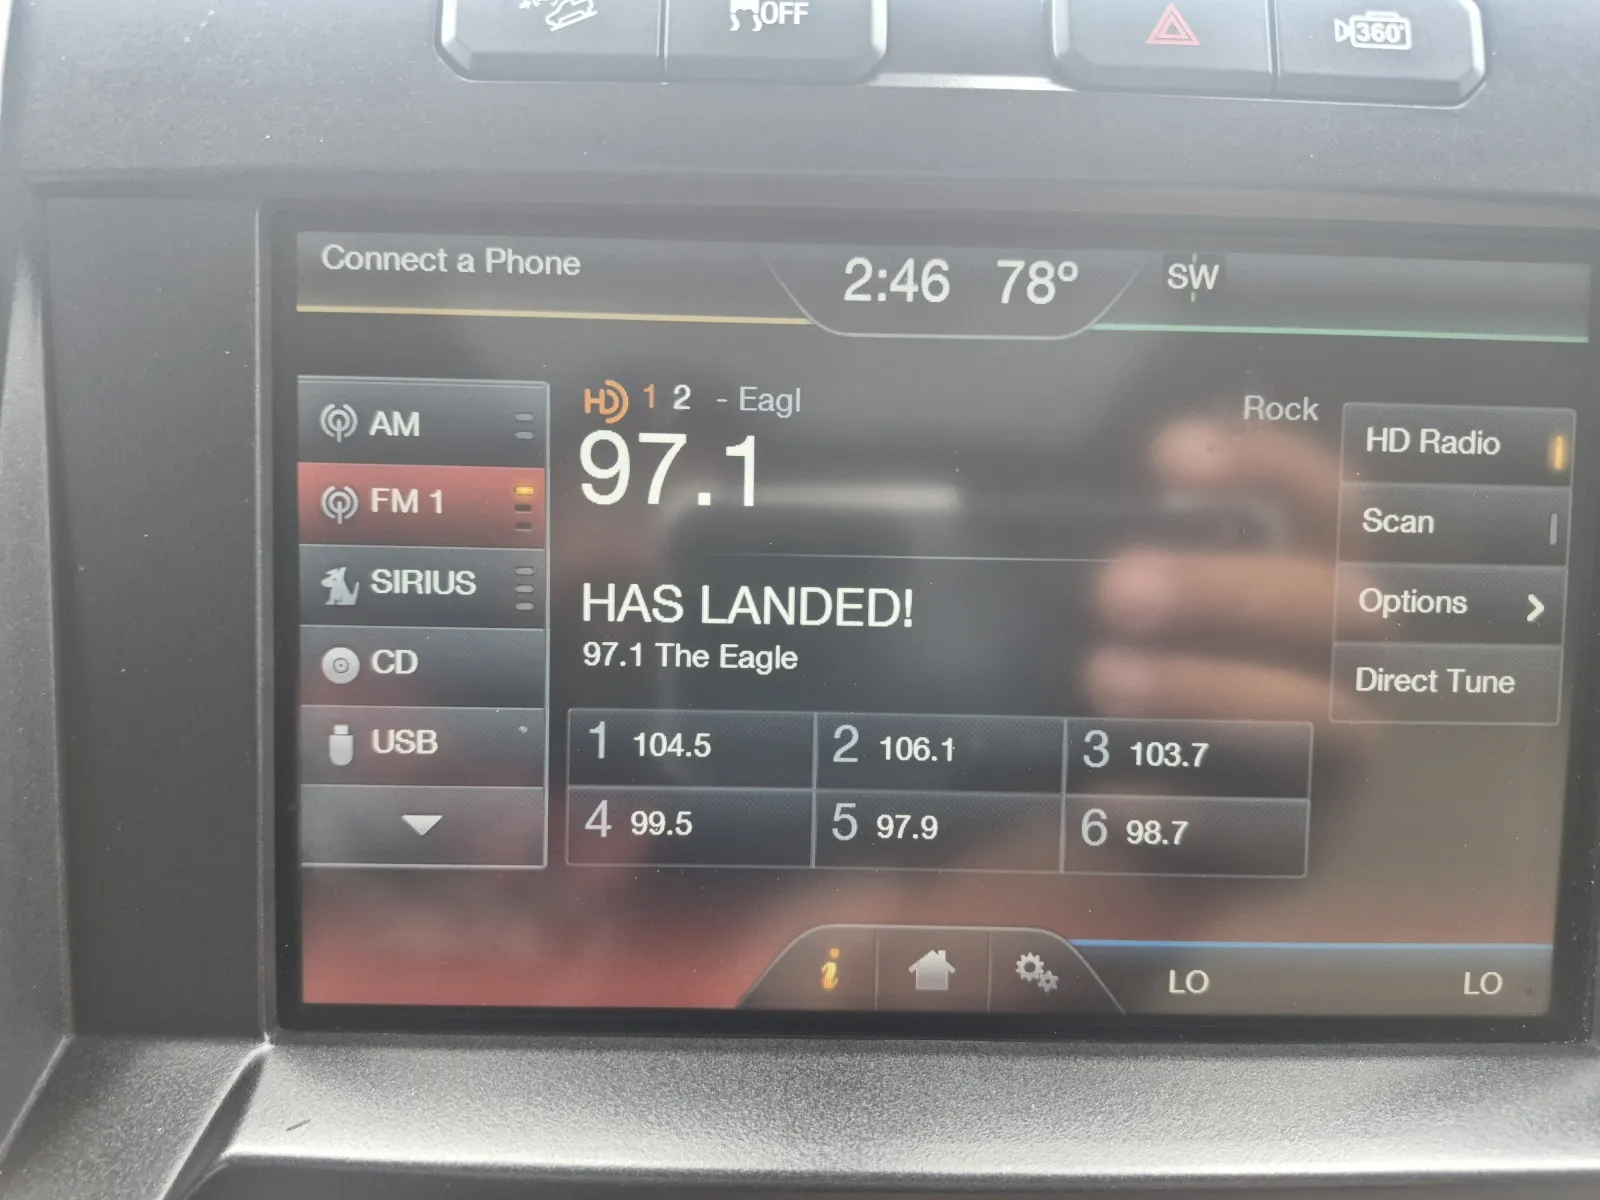 OFF
360°
Connect a Phone
2:46 78° SW
AM
FM 1
SIRIUS
CD
USB
HD 1 2 - Eagl
97.1
Rock
HAS LANDED!
97.1 The Eagle
1 104.5 2 106.1 3 103.7
4 99.5 5 97.9 6 98.7
HD Radio
Scan
Options
Direct Tune
i
LO LO